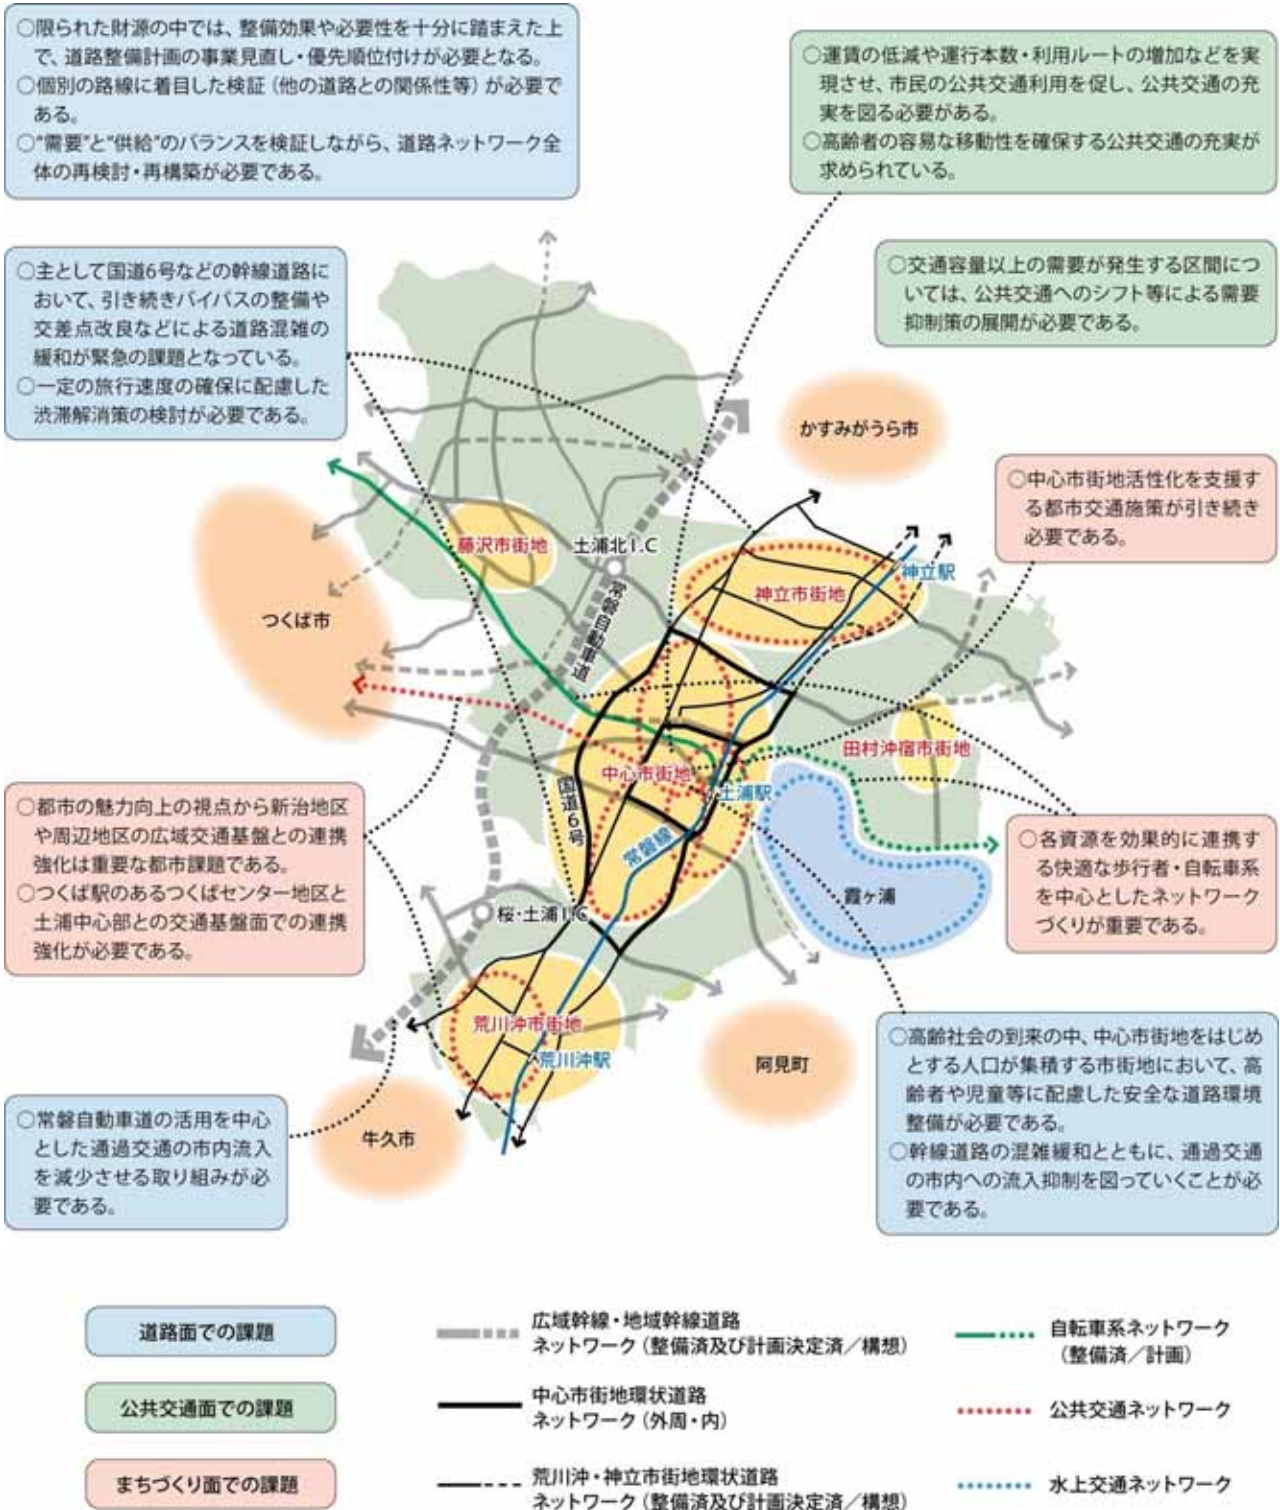 ○限られた財源の中では、整備効果や必要性を十分に踏まえた上
で、道路整備計画の事業見直し・優先順位付けが必要となる。
○個別の路線に着目した検証（他の道路との関係性等）が必要で
ある。
○“需要”と“供給”のバランスを検証しながら、道路ネットワーク全
体の再検討・再構築が必要である。
○運賃の低減や運行本数・利用ルートの増加などを実
現させ、市民の公共交通利用を促し、公共交通の充
実を図る必要がある。
○高齢者の容易な移動性を確保する公共交通の充実が
求められている。
○主として国道6号などの幹線道路に
おいて、引き続きバイパスの整備や
交差点改良などによる道路混雑の
緩和が緊急の課題となっている。
○一定の旅行速度の確保に配慮した
渋滞解消策の検討が必要である。
○交通容量以上の需要が発生する区間につ
いては、公共交通へのシフト等による需要
抑制策の展開が必要である。
かすみがうら市
○中心市街地活性化を支援す
る都市交通施策が引き続き
必要である。
藤沢市街地
土浦北I.C
神立駅
神立市街地
つくば市
常磐自動車道
田村沖宿市街地
中心市街地
土浦駅
国道6号
常磐線
○都市の魅力向上の視点から新治地区
や周辺地区の広域交通基盤との連携
強化は重要な都市課題である。
○つくば駅のあるつくばセンター地区と
土浦中心部との交通基盤面での連携
強化が必要である。
○各資源を効果的に連携す
る快適な歩行者・自転車系
を中心としたネットワーク
づくりが重要である。
霞ヶ浦
桜・土浦I.C
荒川沖市街地
荒川沖駅
阿見町
牛久市
○高齢社会の到来の中、中心市街地をはじめ
とする人口が集積する市街地において、高
齢者や児童等に配慮した安全な道路環境
整備が必要である。
○幹線道路の混雑緩和とともに、通過交通
の市内への流入抑制を図っていくことが必
要である。
○常磐自動車道の活用を中心
とした通過交通の市内流入
を減少させる取り組みが必
要である。
道路面での課題
公共交通面での課題
まちづくり面での課題
広域幹線・地域幹線道路
ネットワーク（整備済及び計画決定済／構想）
中心市街地環状道路
ネットワーク（外周・内）
荒川沖・神立市街地環状道路
ネットワーク（整備済及び計画決定済／構想）
自転車系ネットワーク
（整備済／計画）
公共交通ネットワーク
水上交通ネットワーク